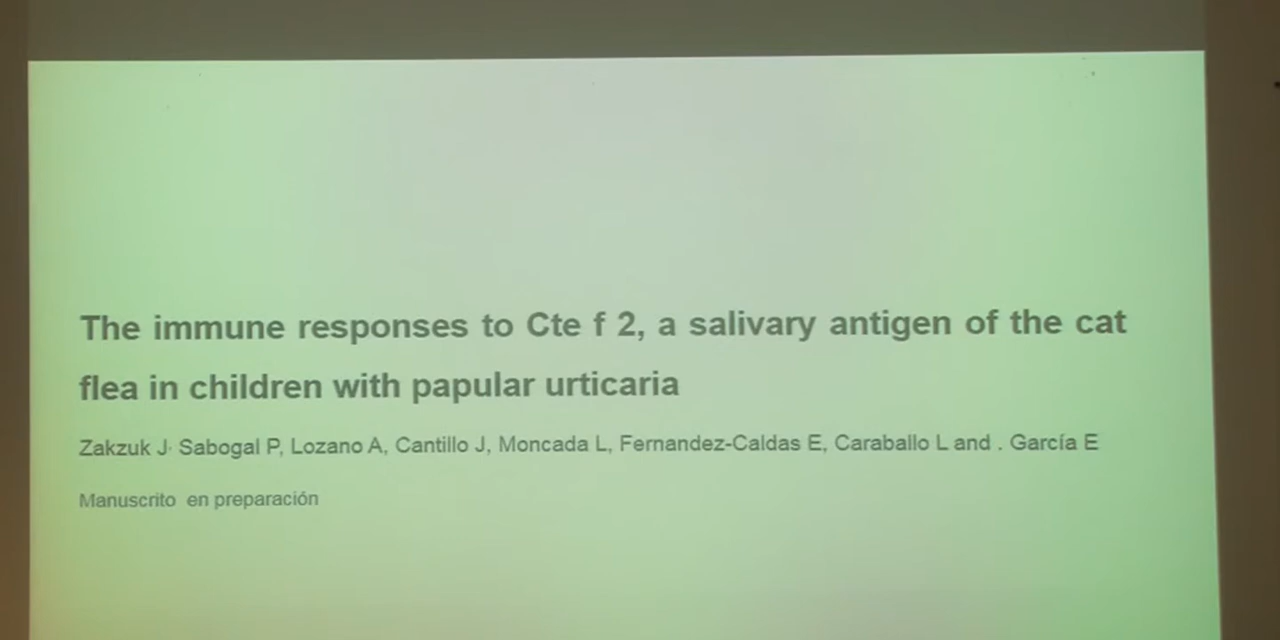 The immune responses to Cte f 2, a salivary antigen of the cat
flea in children with papular urticaria
Zakzuk J· Sabogal P, Lozano A, Cantillo J, Moncada L, Fernandez-Caldas E, Caraballo L and . García E
Manuscrito en preparación